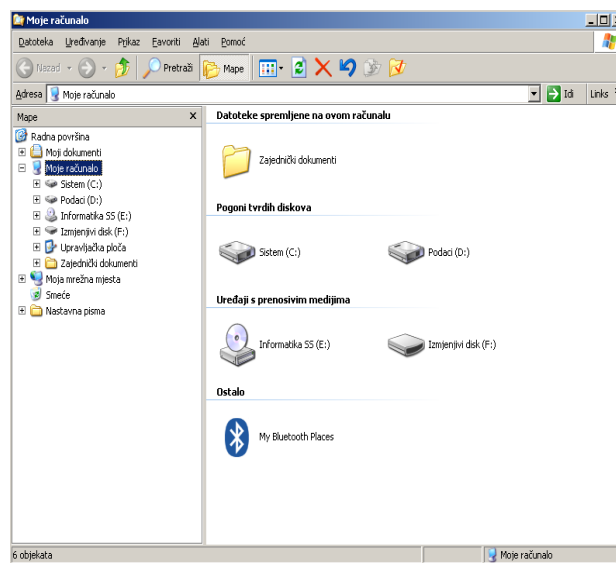 Moje računalo
Datoteka Uređivanje Prikaz Favoriti Alati Pomoć
Nazad Pretraži Mape
Adresa Moje računalo Idi Links
Mape X
Radna površina
Moji dokumenti
Moje računalo
Sistem (C:)
Podaci (D:)
Informatika SS (E:)
Izmjenjivi disk (F:)
Upravljačka ploča
Zajednički dokumenti
Moja mrežna mjesta
Smeće
Nastavna pisma
Datoteke spremljene na ovom računalu
Zajednički dokumenti
Pogoni tvrdih diskova
Sistem (C:) Podaci (D:)
Uređaji s prenosivim medijima
Informatika SS (E:) Izmjenjivi disk (F:)
Ostalo
My Bluetooth Places
6 objekata Moje računalo